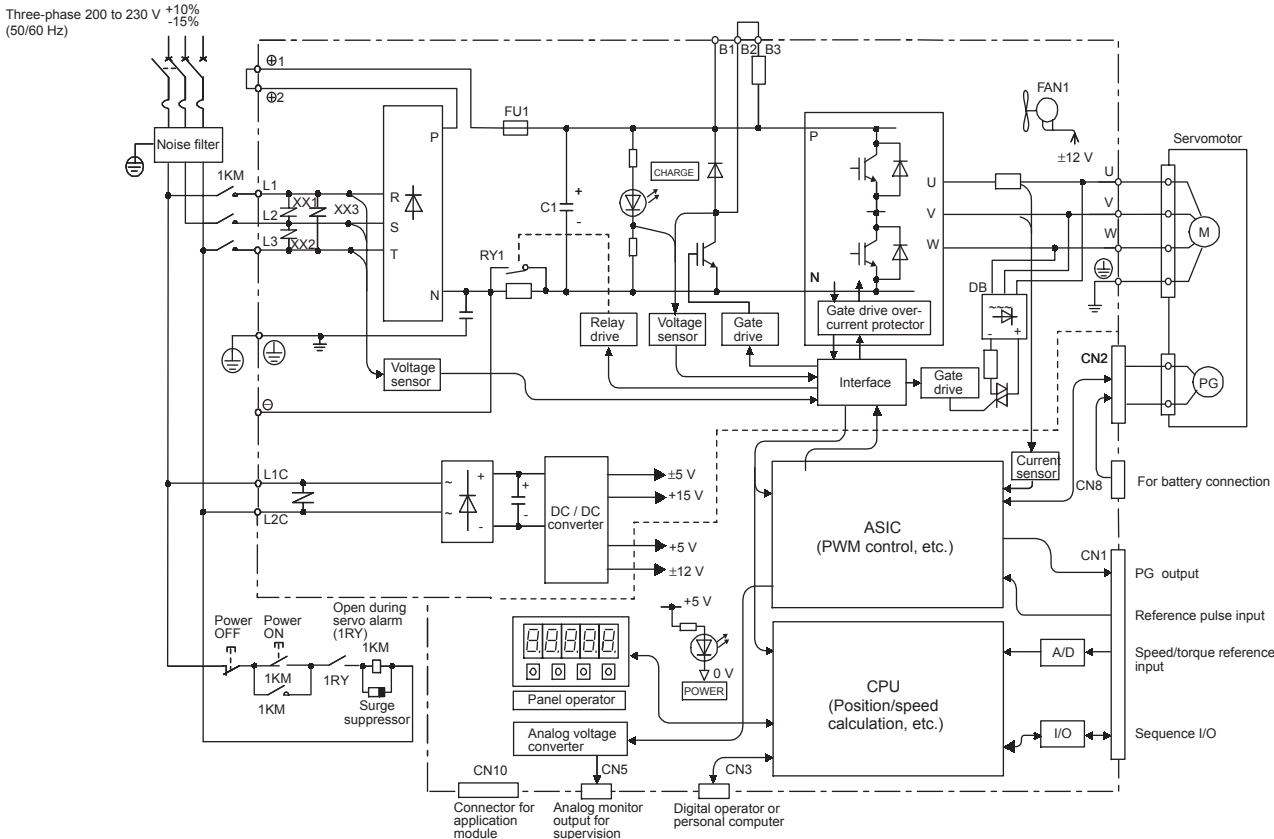 Three-phase 200 to 230 V +10%
-15%
(50/60 Hz)
B1 B2 B3
⊕1
⊕2
FU1
FAN1
±12 V
Servomotor
Noise filter
P
P
CHARGE
1KM
L1
XX1
XX3
R
L2
S
L3
XX2
T
C1
+
-
U
V
W
U
V
W
M
RY1
N
N
DB
~~~
-
+
Relay
drive
Voltage
sensor
Gate
drive
Gate drive over-
current protector
CN2
Voltage
sensor
Interface
Gate
drive
PG
⊖
L1C
L2C
~
~
+
-
+
-
DC / DC
converter
±5 V
+15 V
+5 V
±12 V
Current
sensor
CN8
For battery connection
ASIC
(PWM control, etc.)
CN1
PG output
Reference pulse input
A/D
Speed/torque reference
input
Power
OFF
Power
ON
Open during
servo alarm
(1RY)
1KM
1KM
1RY
1KM
Surge
suppressor
8.8.8.8.8.
Panel operator
+5 V
0 V
POWER
CPU
(Position/speed
calculation, etc.)
I/O
Sequence I/O
Analog voltage
converter
CN10
CN5
CN3
Connector for
application
module
Analog monitor
output for
supervision
Digital operator or
personal computer